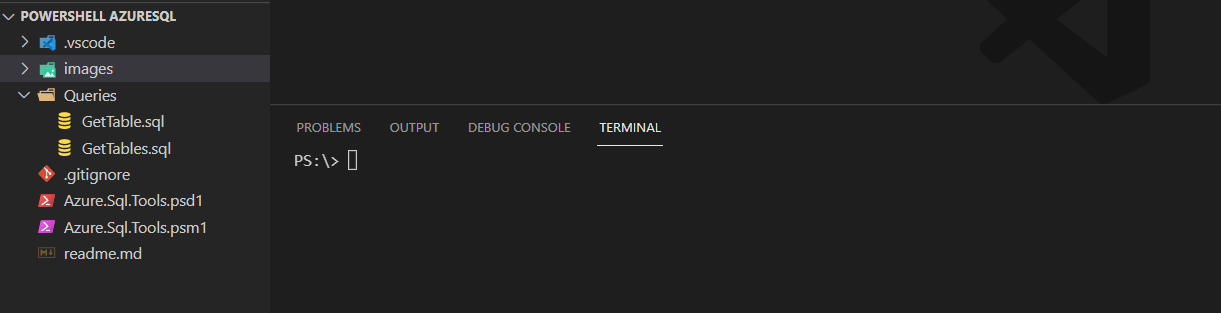 POWERSHELL AZURESQL
.vscode
images
Queries
GetTable.sql
GetTables.sql
.gitignore
Azure.Sql.Tools.psd1
Azure.Sql.Tools.psm1
readme.md
PROBLEMS OUTPUT DEBUG CONSOLE TERMINAL
PS:\>